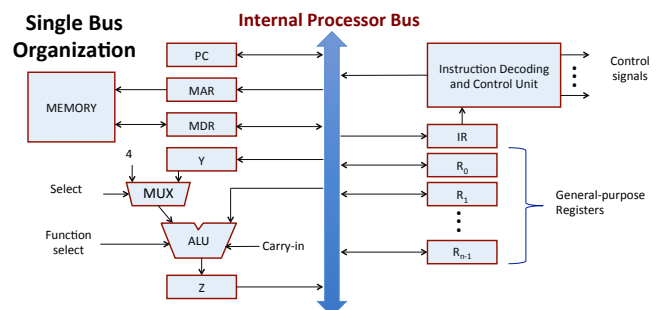 Single Bus
Organization
Internal Processor Bus
PC
MAR
MEMORY
MDR
Y
4
Select
MUX
Function
select
ALU
Carry-in
Z
Instruction Decoding
and Control Unit
Control
signals
IR
R0
R1
Rn-1
General-purpose
Registers